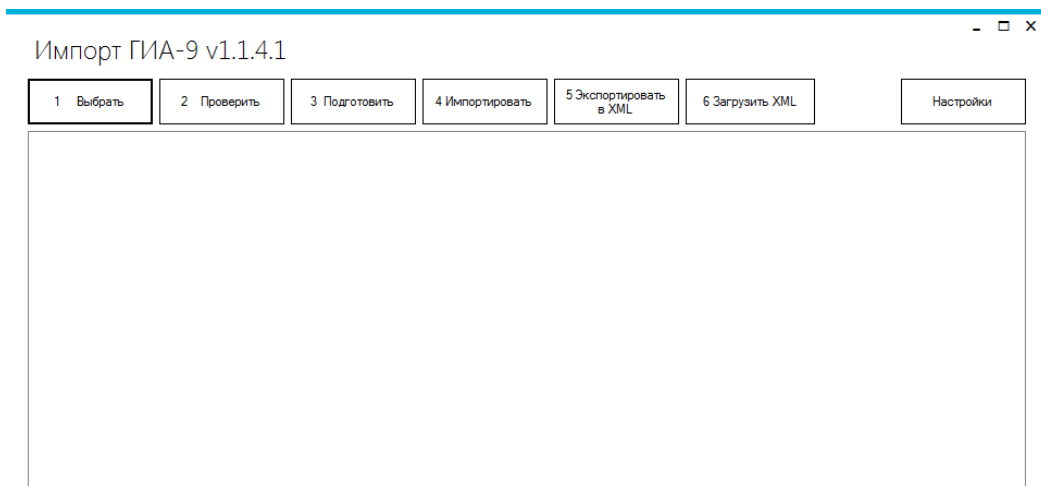 Импорт ГИА-9 v1.1.4.1
1 Выбрать
2 Проверить
3 Подготовить
4 Импортировать
5 Экспортировать
в XML
6 Загрузить XML
Настройки